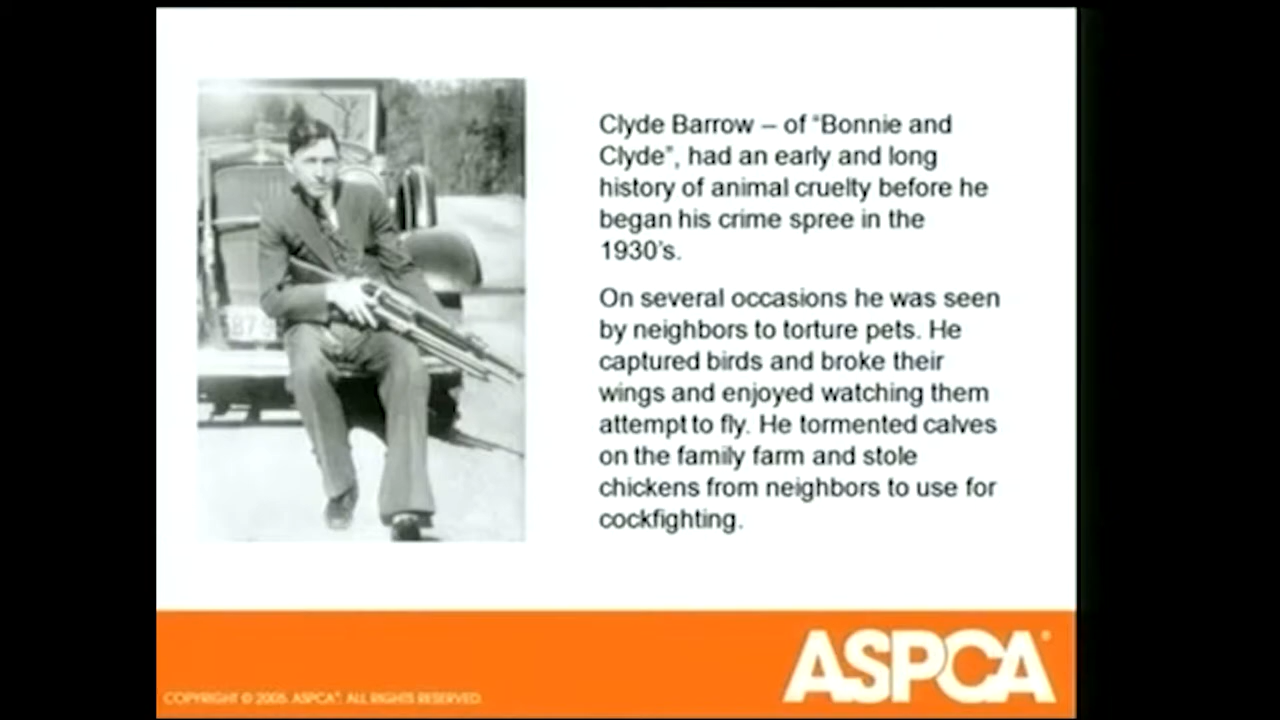 Clyde Barrow – of "Bonnie and
Clyde", had an early and long
history of animal cruelty before he
began his crime spree in the
1930's.
On several occasions he was seen
by neighbors to torture pets. He
captured birds and broke their
wings and enjoyed watching them
attempt to fly. He tormented calves
on the family farm and stole
chickens from neighbors to use for
cockfighting.
ASPCA®
COPYRIGHT © ASPCA®. ALL RIGHTS RESERVED.